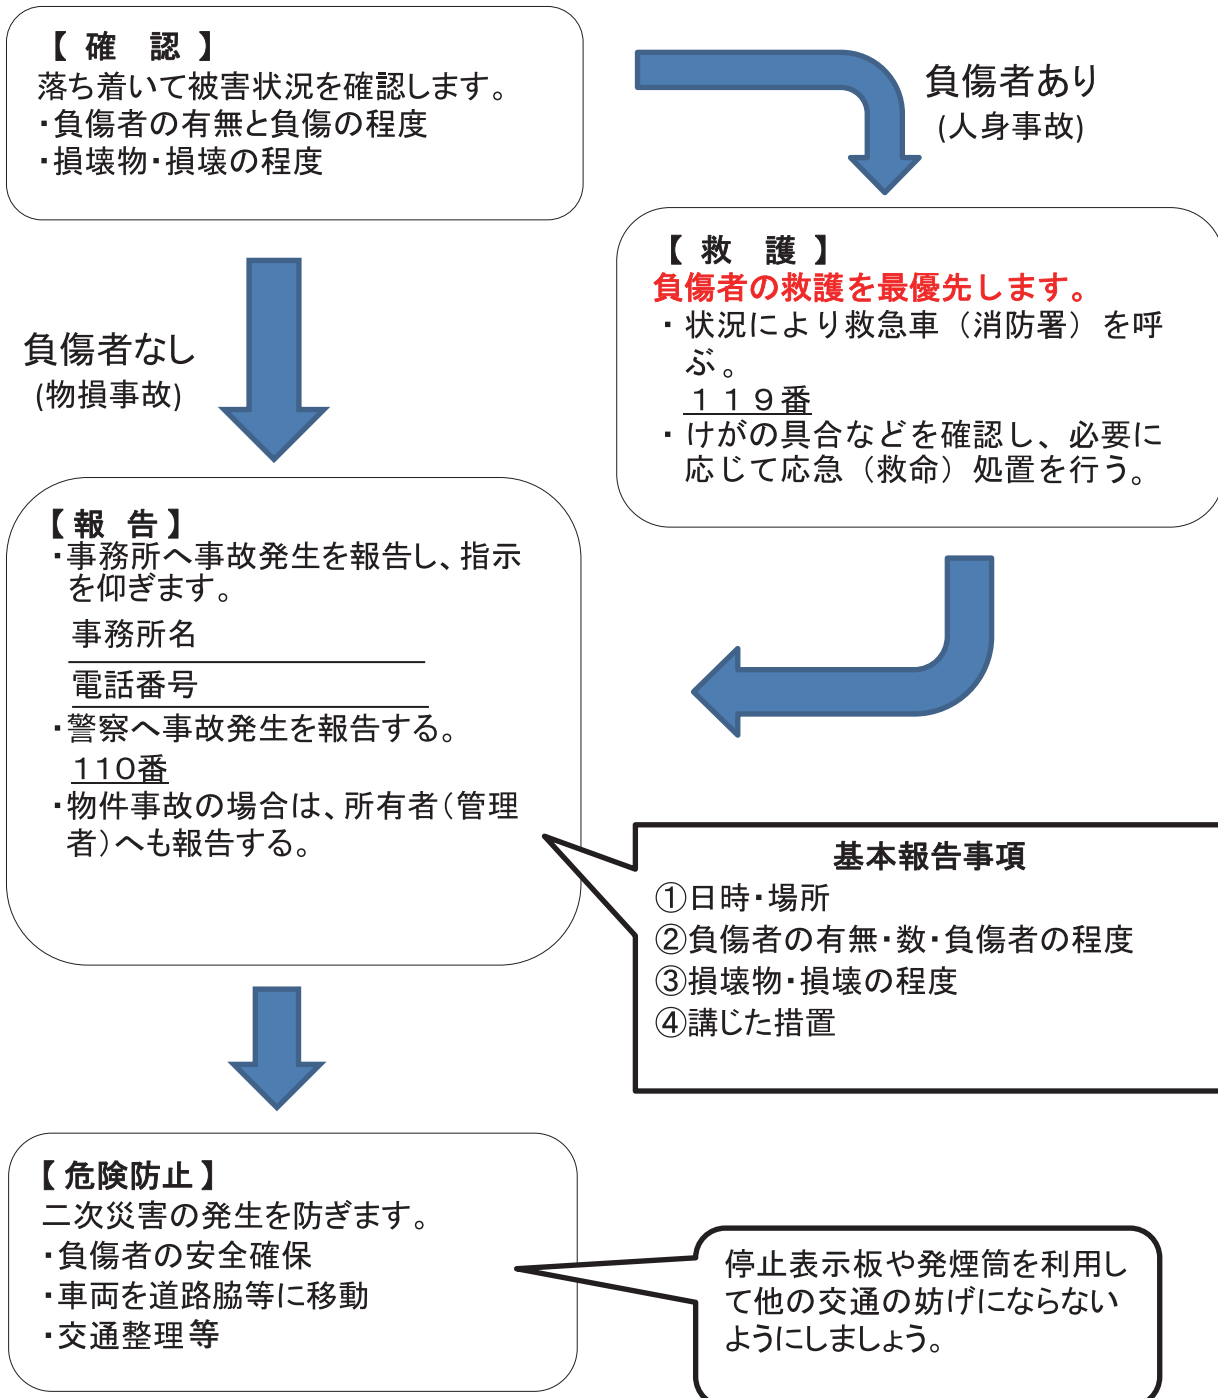 【 確　認 】
落ち着いて被害状況を確認します。
・負傷者の有無と負傷の程度
・損壊物・損壊の程度
負傷者あり
(人身事故)
【 救　護 】
負傷者の救護を最優先します。
・状況により救急車（消防署）を呼
ぶ。
１１９番
・けがの具合などを確認し、必要に
応じて応急（救命）処置を行う。
負傷者なし
(物損事故)
【 報　告 】
・事務所へ事故発生を報告し、指示
を仰ぎます。
事務所名
電話番号
・警察へ事故発生を報告する。
110番
・物件事故の場合は、所有者（管理
者）へも報告する。
基本報告事項
①日時・場所
②負傷者の有無・数・負傷者の程度
③損壊物・損壊の程度
④講じた措置
【 危険防止 】
二次災害の発生を防ぎます。
・負傷者の安全確保
・車両を道路脇等に移動
・交通整理等
停止表示板や発煙筒を利用し
て他の交通の妨げにならない
ようにしましょう。